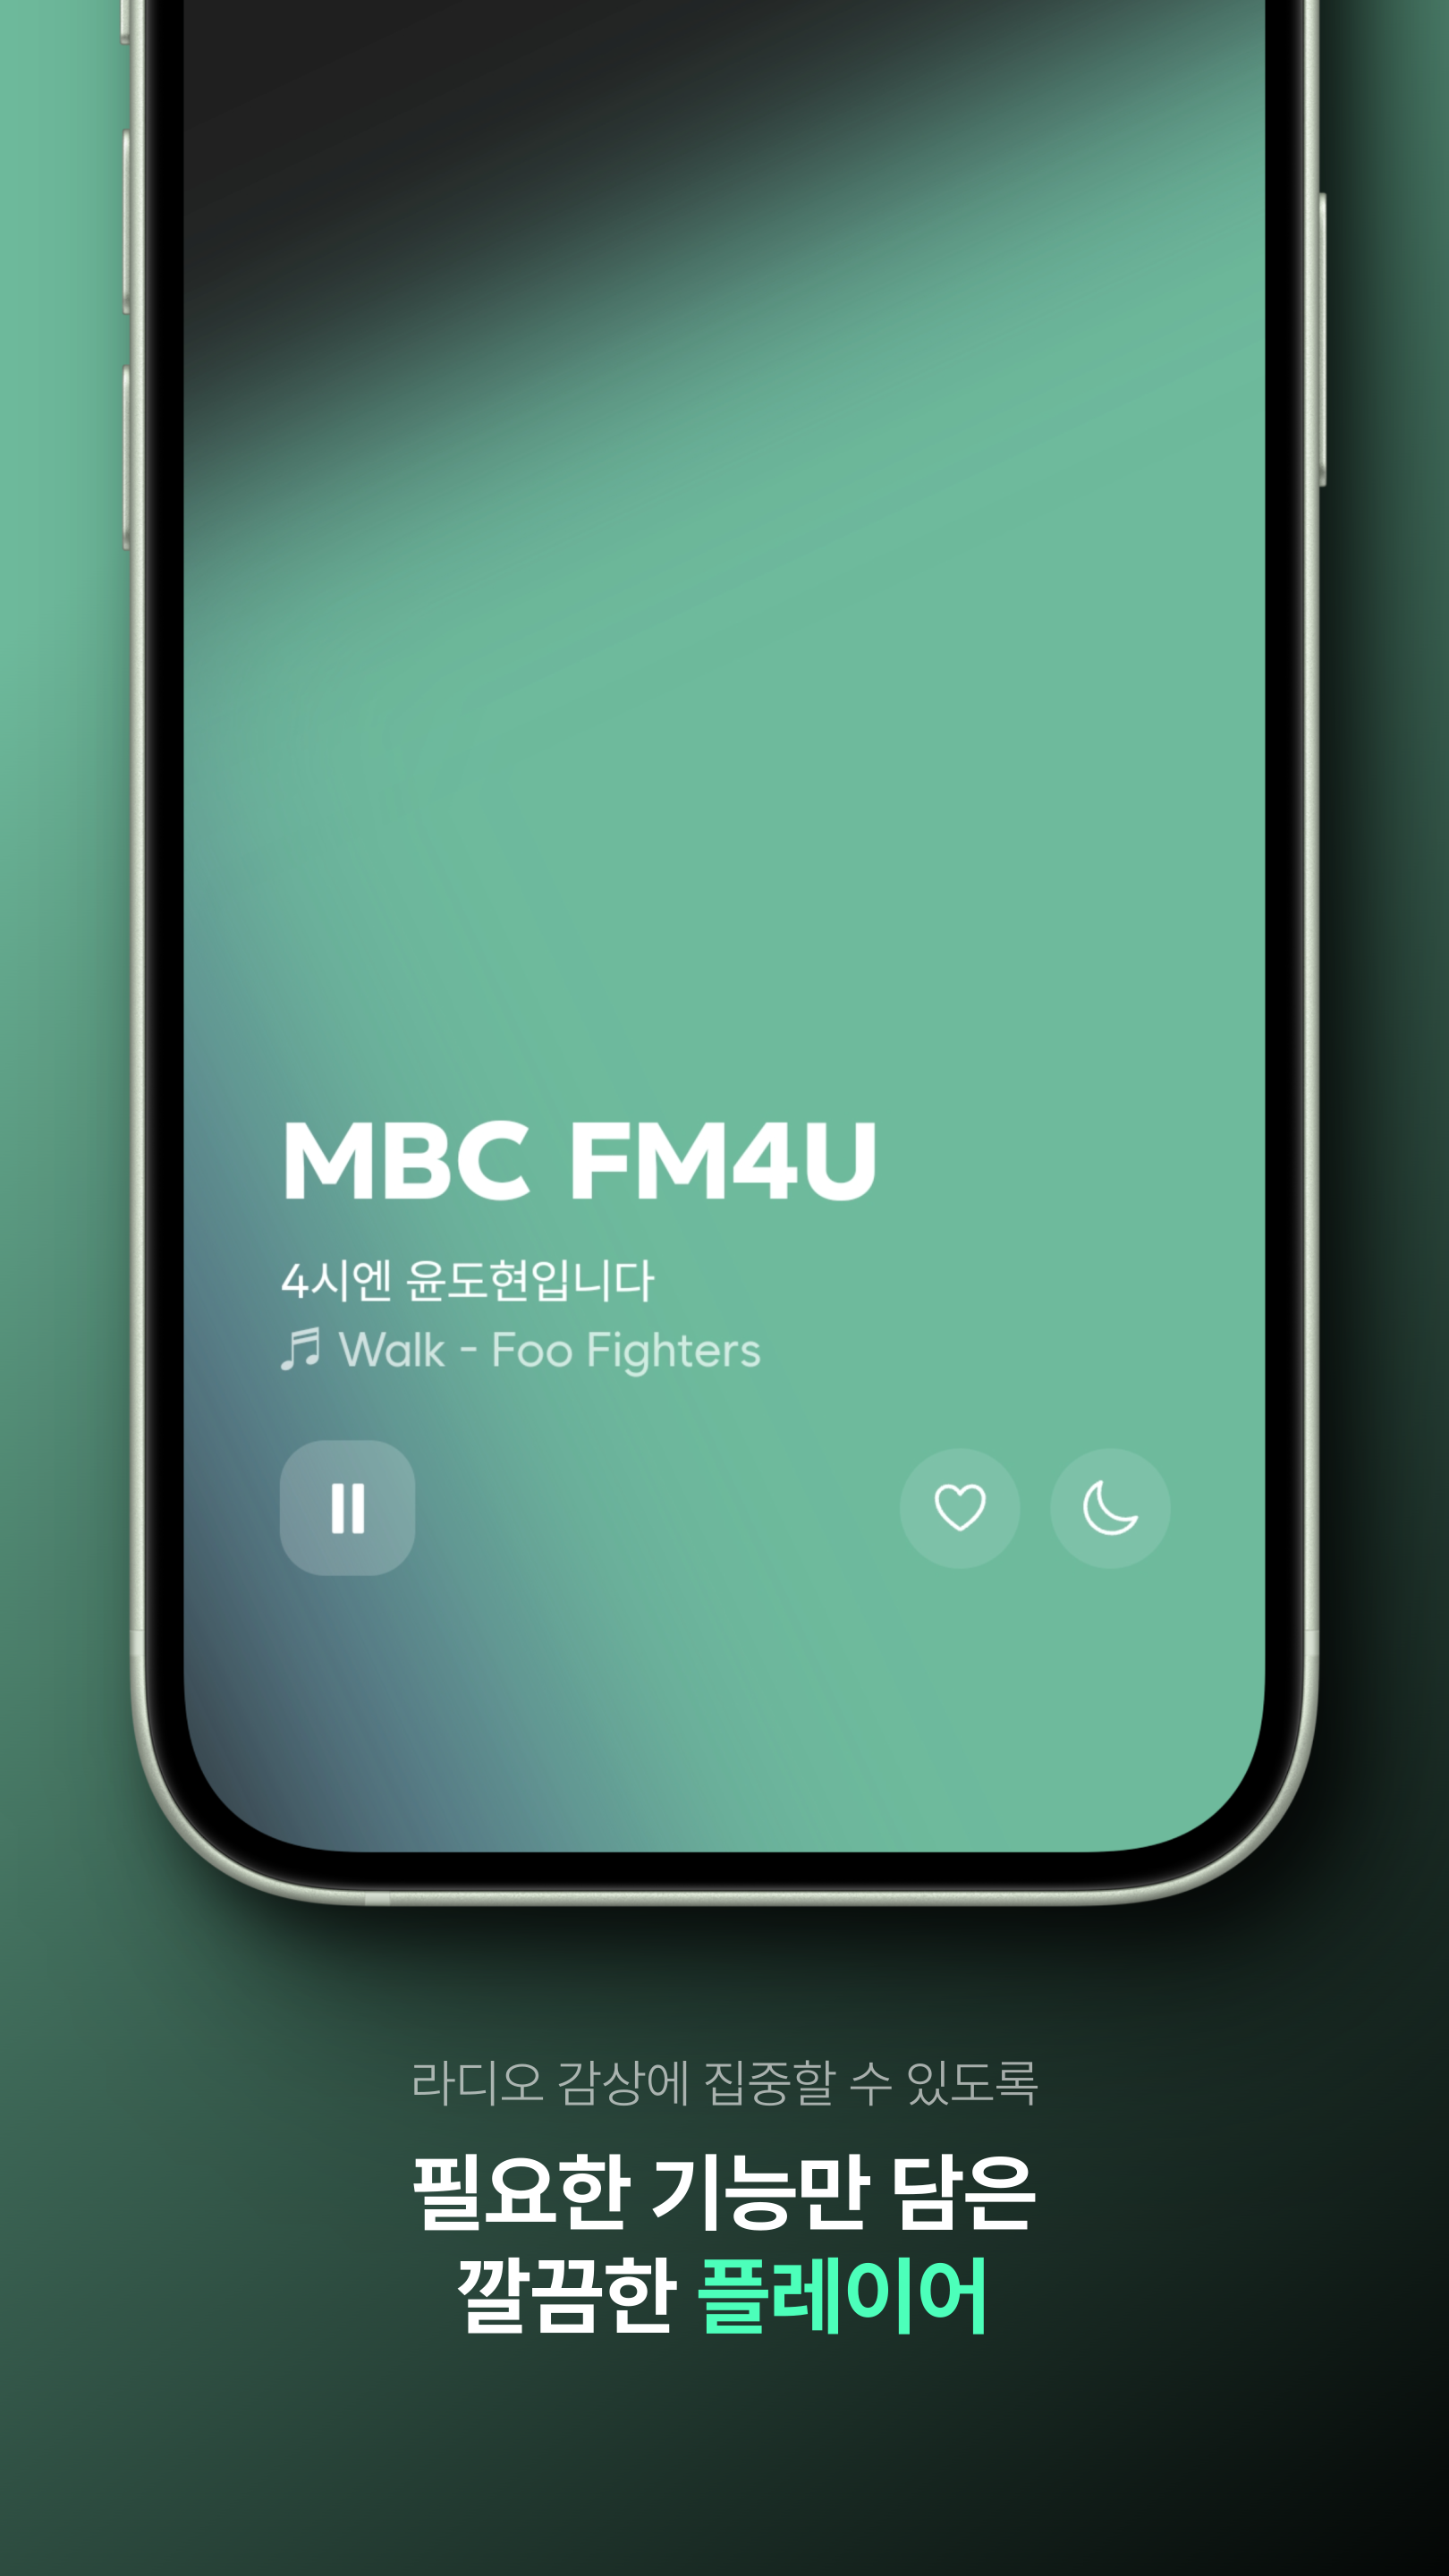 MBC FM4U
4시엔 윤도현입니다
Walk - Foo Fighters
라디오 감상에 집중할 수 있도록
필요한 기능만 담은
깔끔한 플레이어